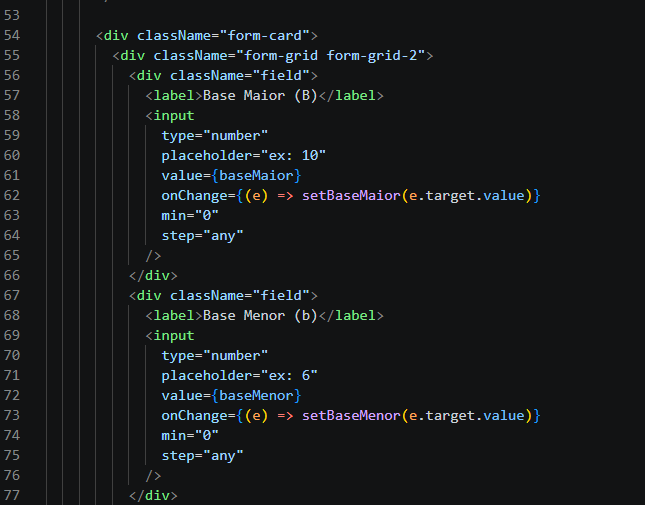 53
54 <div className="form-card">
55 <div className="form-grid form-grid-2">
56 <div className="field">
57 <label>Base Maior (B)</label>
58 <input
59 type="number"
60 placeholder="ex: 10"
61 value={baseMaior}
62 onChange={(e) => setBaseMaior(e.target.value)}
63 min="0"
64 step="any"
65 />
66 </div>
67 <div className="field">
68 <label>Base Menor (b)</label>
69 <input
70 type="number"
71 placeholder="ex: 6"
72 value={baseMenor}
73 onChange={(e) => setBaseMenor(e.target.value)}
74 min="0"
75 step="any"
76 />
77 </div>